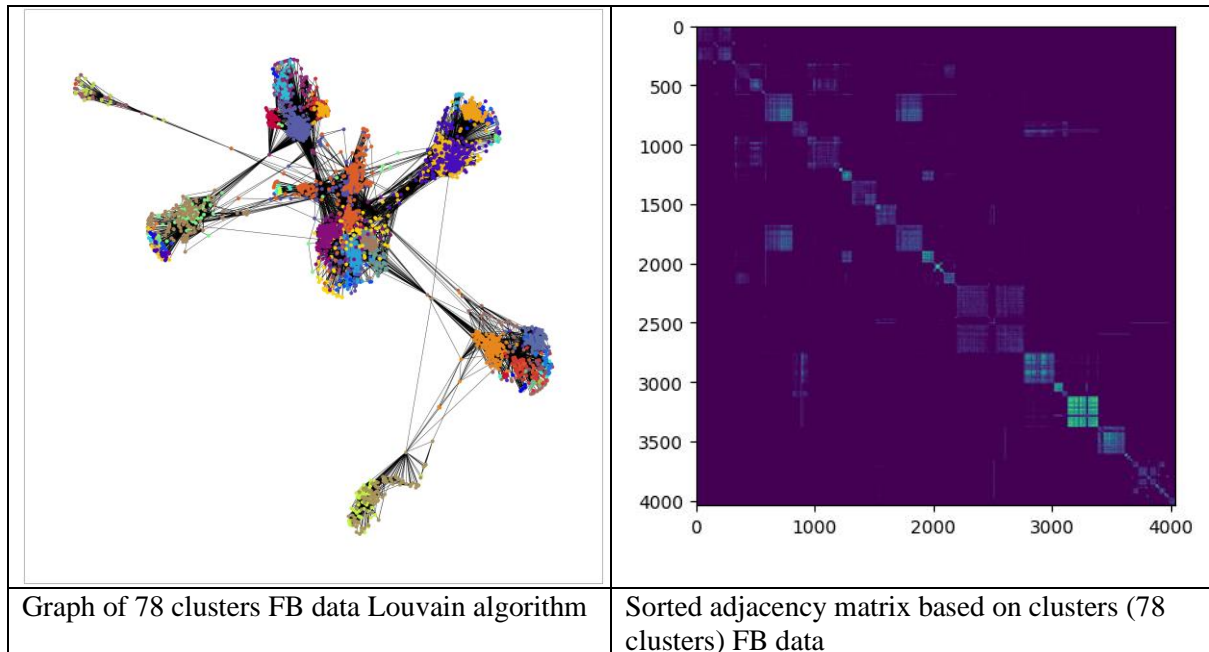 0
500
1000
1500
2000
2500
3000
3500
4000
0 1000 2000 3000 4000
Graph of 78 clusters FB data Louvain algorithm
Sorted adjacency matrix based on clusters (78
clusters) FB data